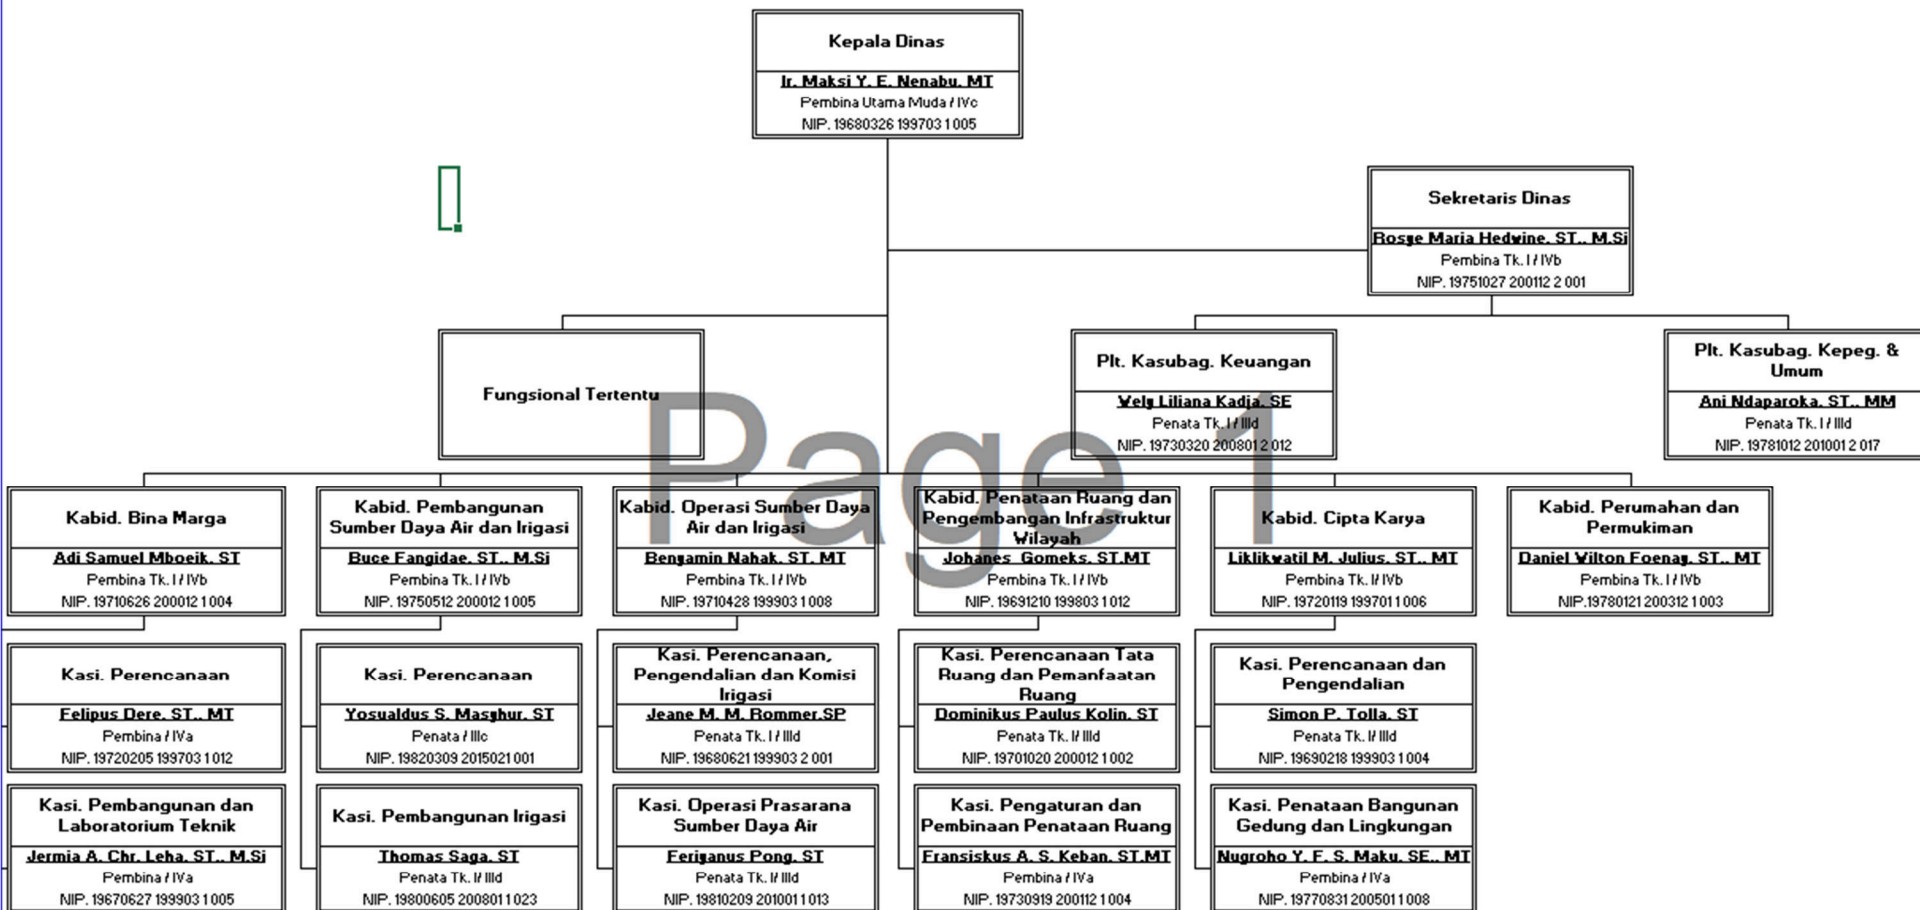 Kepala Dinas
Ir. Maksi Y. E. Nenabu, MT
Pembina Utama Muda / IVc
NIP. 19680326 199703 1 005
Sekretaris Dinas
Rosye Maria Hedwine, ST., M.Si
Pembina Tk. I / IVb
NIP. 19751027 200112 2 001
Fungsional Tertentu
Plt. Kasubag. Keuangan
Vely Liliana Kadja, SE
Penata Tk. I / IIId
NIP. 19730320 200801 2 012
Plt. Kasubag. Kepeg. &
Umum
Ani Ndaparoka, ST., MM
Penata Tk. I / IIId
NIP. 19781012 201001 2 017
Page 1
Kabid. Bina Marga
Adi Samuel Mboeik, ST
Pembina Tk. I / IVb
NIP. 19710626 200012 1 004
Kabid. Pembangunan
Sumber Daya Air dan Irigasi
Buce Fangidae, ST., M.Si
Pembina Tk. I / IVb
NIP. 19750512 200012 1 005
Kabid. Operasi Sumber Daya
Air dan Irigasi
Benyamin Nahak, ST, MT
Pembina Tk. I / IVb
NIP. 19710428 199903 1 008
Kabid. Penataan Ruang dan
Pengembangan Infrastruktur
Wilayah
Johanes Gomeks, ST.MT
Pembina Tk. I / IVb
NIP. 19691210 199803 1 012
Kabid. Cipta Karya
Liklikwatil M. Julius, ST., MT
Pembina Tk. I/ IVb
NIP. 19720119 199701 1 006
Kabid. Perumahan dan
Permukiman
Daniel Wilton Foenay, ST., MT
Pembina Tk. I / IVb
NIP.19780121 200312 1 003
Kasi. Perencanaan
Felipus Dere, ST., MT
Pembina / IVa
NIP. 19720205 199703 1 012
Kasi. Perencanaan
Yosualdus S. Masyhur, ST
Penata / IIIc
NIP. 19820309 201502 1 001
Kasi. Perencanaan,
Pengendalian dan Komisi
Irigasi
Jeane M. M. Rommer.SP
Penata Tk. I / IIId
NIP. 19680621 199903 2 001
Kasi. Perencanaan Tata
Ruang dan Pemanfaatan
Ruang
Dominikus Paulus Kolin, ST
Penata Tk. I/ IIId
NIP. 19701020 200012 1 002
Kasi. Perencanaan dan
Pengendalian
Simon P. Tolla, ST
Penata Tk. I/ IIId
NIP. 19690218 199903 1 004
Kasi. Pembangunan dan
Laboratorium Teknik
Jermia A. Chr. Leha, ST., M.Si
Pembina / IVa
NIP. 19670627 199903 1 005
Kasi. Pembangunan Irigasi
Thomas Saga, ST
Penata Tk. I/ IIId
NIP. 19800605 200801 1 023
Kasi. Operasi Prasarana
Sumber Daya Air
Feriyanus Pong, ST
Penata Tk. I/ IIId
NIP. 19810209 201001 1 013
Kasi. Pengaturan dan
Pembinaan Penataan Ruang
Fransiskus A. S. Keban, ST.MT
Pembina / IVa
NIP. 19730919 200112 1 004
Kasi. Penataan Bangunan
Gedung dan Lingkungan
Nugroho Y. F. S. Maku, SE., MT
Pembina / IVa
NIP. 19770831 200501 1 008